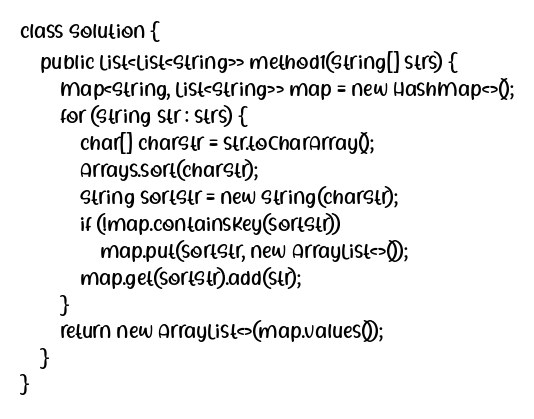 class Solution {
    public List<List<String>> method1(String[] strs) {
        Map<String, List<String>> map = new HashMap<>();
        for (String str : strs) {
            char[] charStr = str.toCharArray();
            Arrays.sort(charStr);
            String sortStr = new String(charStr);
            if (!map.containsKey(sortStr))
                map.put(sortStr, new ArrayList<>());
            map.get(sortStr).add(str);
        }
        return new ArrayList<>(map.values());
    }
}